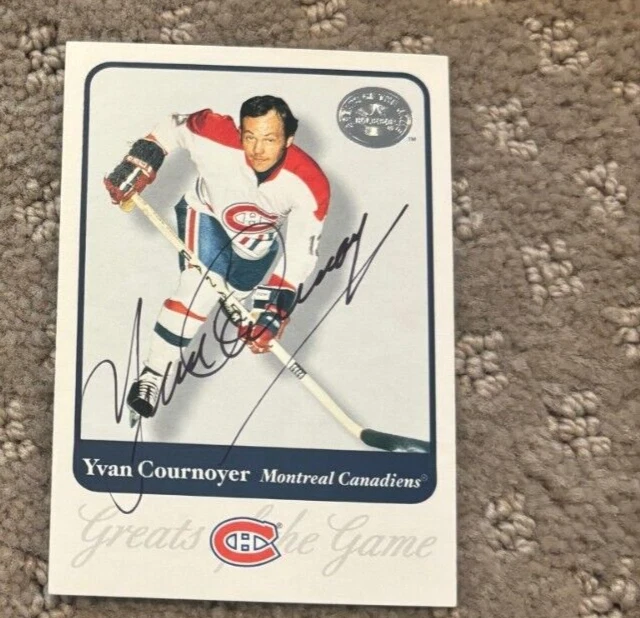 Yvan Cournoyer Montreal Canadiens®
Greats of the Game